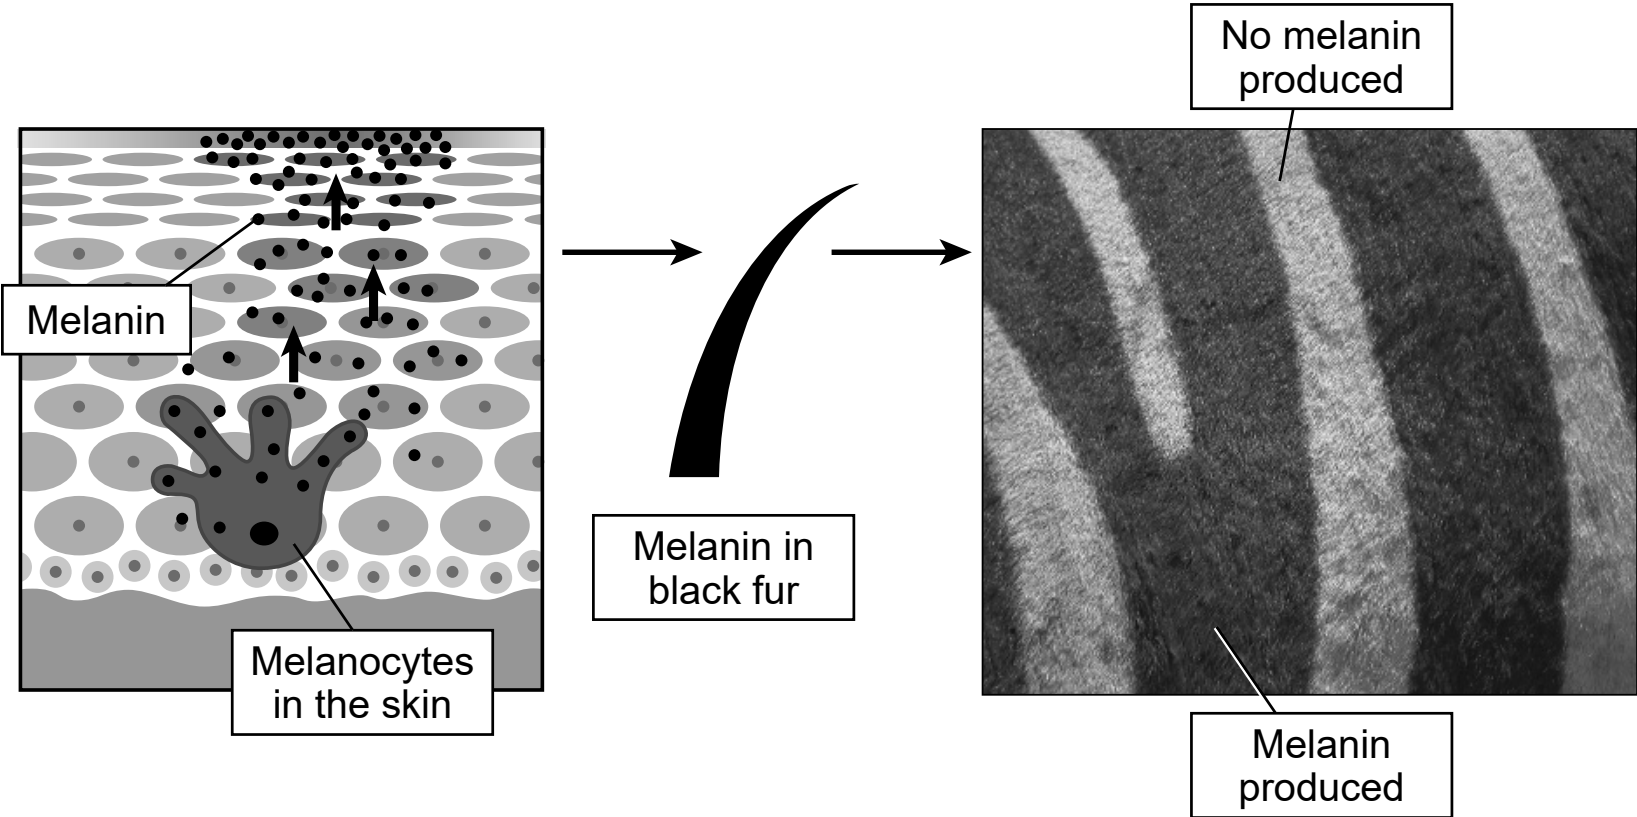 No melanin
produced
Melanin
Melanin in
black fur
Melanocytes
in the skin
Melanin
produced